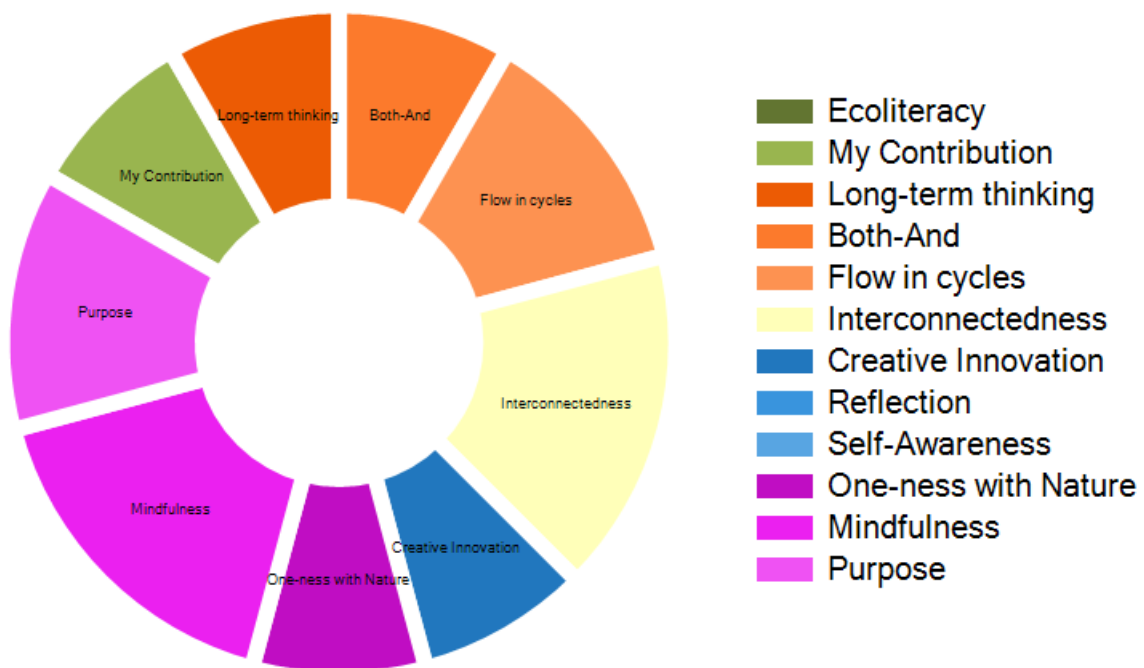 Long-term thinking
Both-And
My Contribution
Flow in cycles
Purpose
Interconnectedness
Mindfulness
Creative Innovation
One-ness with Nature
Ecoliteracy
My Contribution
Long-term thinking
Both-And
Flow in cycles
Interconnectedness
Creative Innovation
Reflection
Self-Awareness
One-ness with Nature
Mindfulness
Purpose